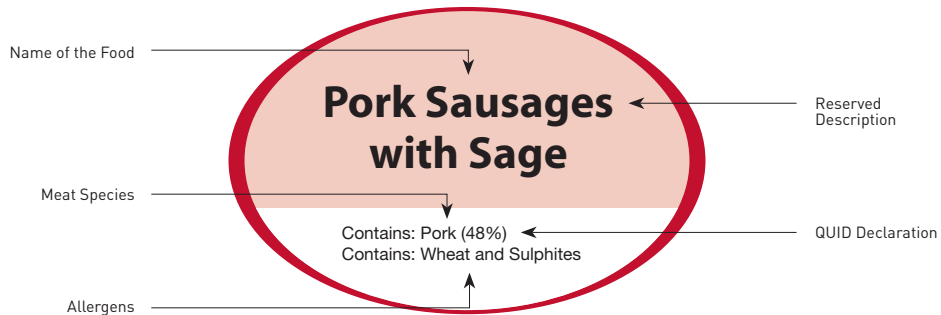 Name of the Food
Pork Sausages
with Sage
Reserved
Description
Meat Species
Contains: Pork (48%)
QUID Declaration
Contains: Wheat and Sulphites
Allergens